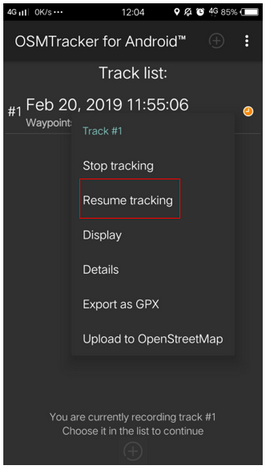 4G 0K/s ••• 12:04 4G 85%
OSMTracker for Android™
Track list:
#1 Feb 20, 2019 11:55:06
Waypoint
Track #1
Stop tracking
Resume tracking
Display
Details
Export as GPX
Upload to OpenStreetMap
You are currently recording track #1
Choose it in the list to continue